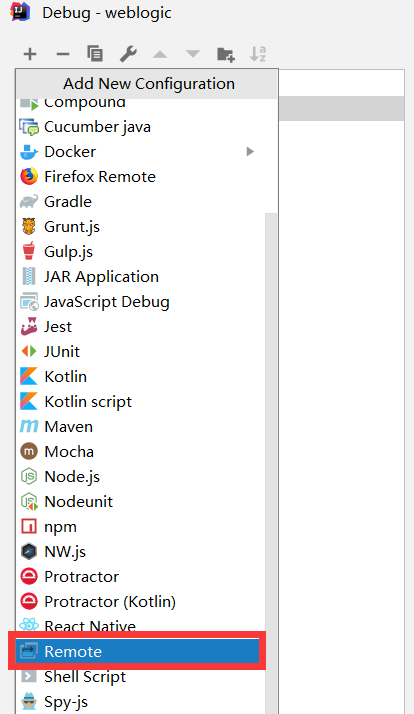 Debug - weblogic
Add New Configuration
Compound
Cucumber java
Docker
Firefox Remote
Gradle
Grunt.js
Gulp.js
JAR Application
JavaScript Debug
Jest
JUnit
Kotlin
Kotlin script
Maven
Mocha
Node.js
Nodeunit
npm
NW.js
Protractor
Protractor (Kotlin)
React Native
Remote
Shell Script
Spy-js